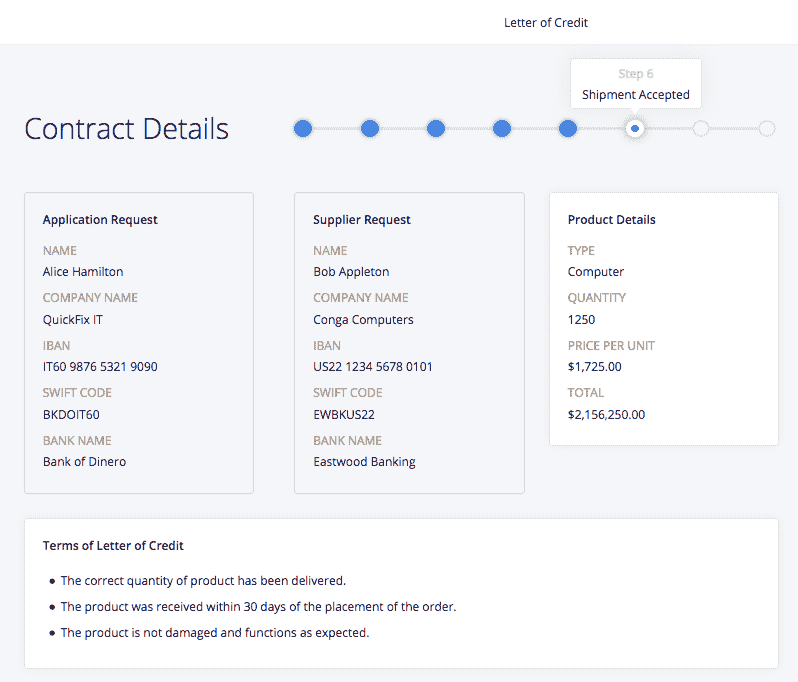 Letter of Credit
Step 6
Shipment Accepted
Contract Details
Application Request
NAME
Alice Hamilton
COMPANY NAME
QuickFix IT
IBAN
IT60 9876 5321 9090
SWIFT CODE
BKDOIT60
BANK NAME
Bank of Dinero
Supplier Request
NAME
Bob Appleton
COMPANY NAME
Conga Computers
IBAN
US22 1234 5678 0101
SWIFT CODE
EWBKUS22
BANK NAME
Eastwood Banking
Product Details
TYPE
Computer
QUANTITY
1250
PRICE PER UNIT
$1,725.00
TOTAL
$2,156,250.00
Terms of Letter of Credit
• The correct quantity of product has been delivered.
• The product was received within 30 days of the placement of the order.
• The product is not damaged and functions as expected.